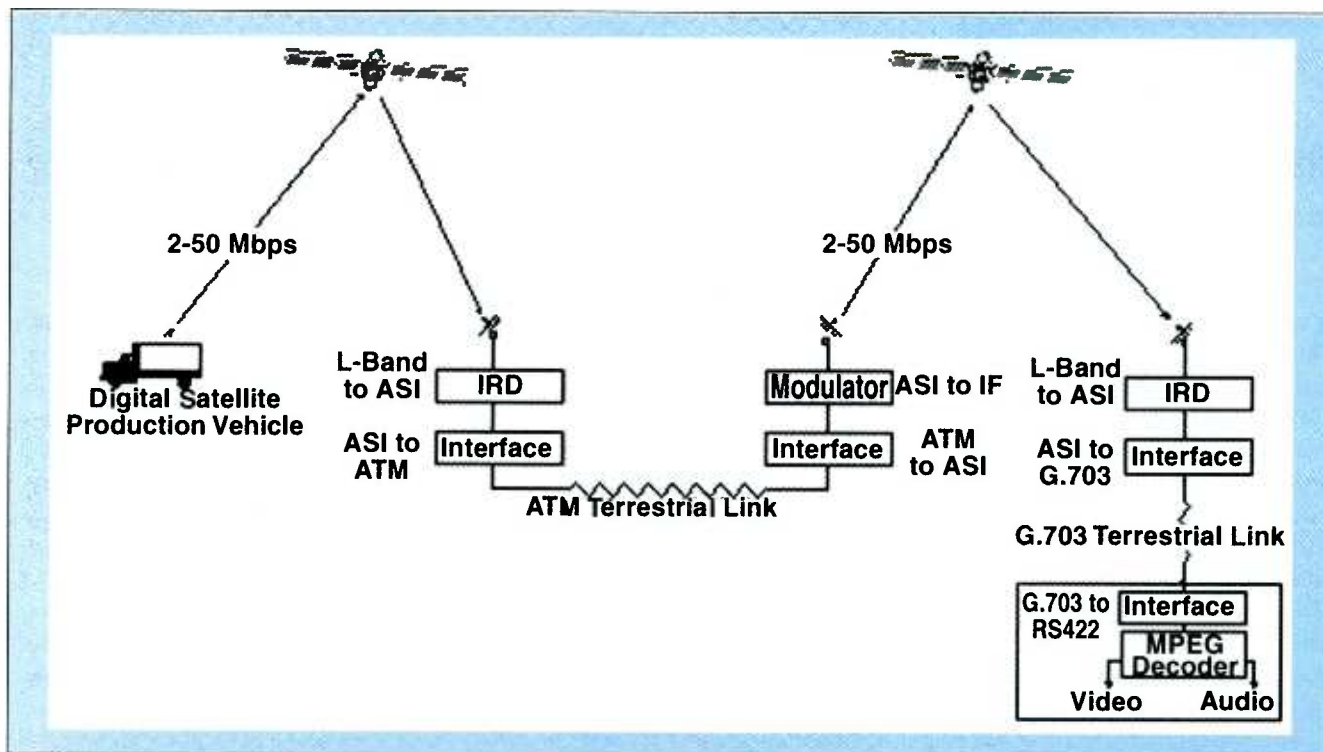 2-50 Mbps
Digital Satellite
Production Vehicle
L-Band
to ASI
IRD
ASI to
ATM
Interface
ATM Terrestrial Link
2-50 Mbps
Modulator
ASI to IF
Interface
ATM
to ASI
L-Band
to ASI
IRD
ASI to
G.703
Interface
G.703 Terrestrial Link
G.703 to
RS422
Interface
MPEG
Decoder
Video
Audio